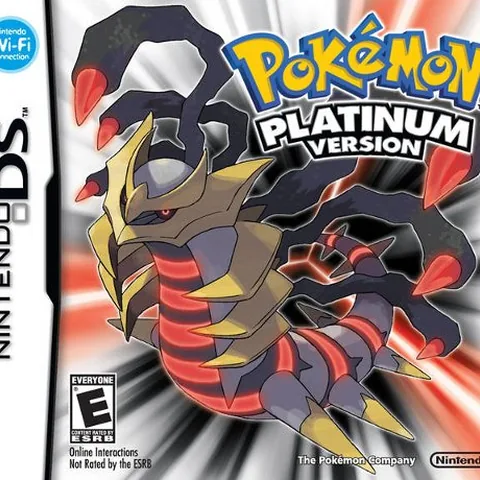 Nintendo
Wi-Fi
Connection
NINTENDO DS™
POKéMON
PLATINUM
VERSION
EVERYONE
E
CONTENT RATED BY
ESRB
Online Interactions
Not Rated by the ESRB
The Pokémon Company
Nintendo